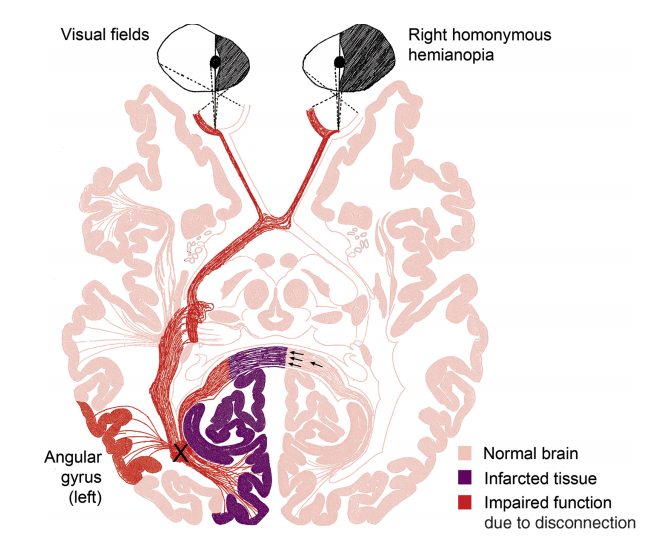 Visual fields
Right homonymous
hemianopia
X
Angular
gyrus
(left)
Normal brain
Infarcted tissue
Impaired function
due to disconnection